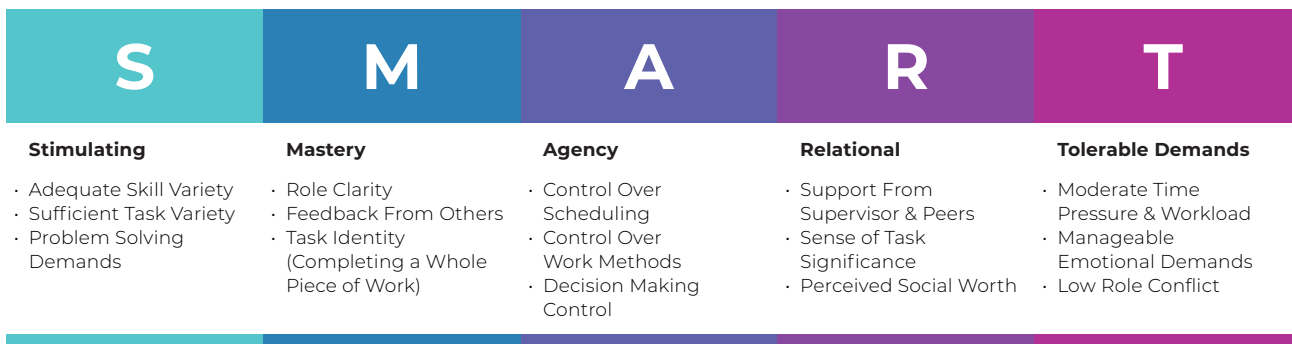 S
M
A
R
T
Stimulating
· Adequate Skill Variety
· Sufficient Task Variety
· Problem Solving
Demands
Mastery
· Role Clarity
· Feedback From Others
· Task Identity
(Completing a Whole
Piece of Work)
Agency
· Control Over
Scheduling
· Control Over
Work Methods
· Decision Making
Control
Relational
· Support From
Supervisor & Peers
· Sense of Task
Significance
· Perceived Social Worth
Tolerable Demands
· Moderate Time
Pressure & Workload
· Manageable
Emotional Demands
· Low Role Conflict